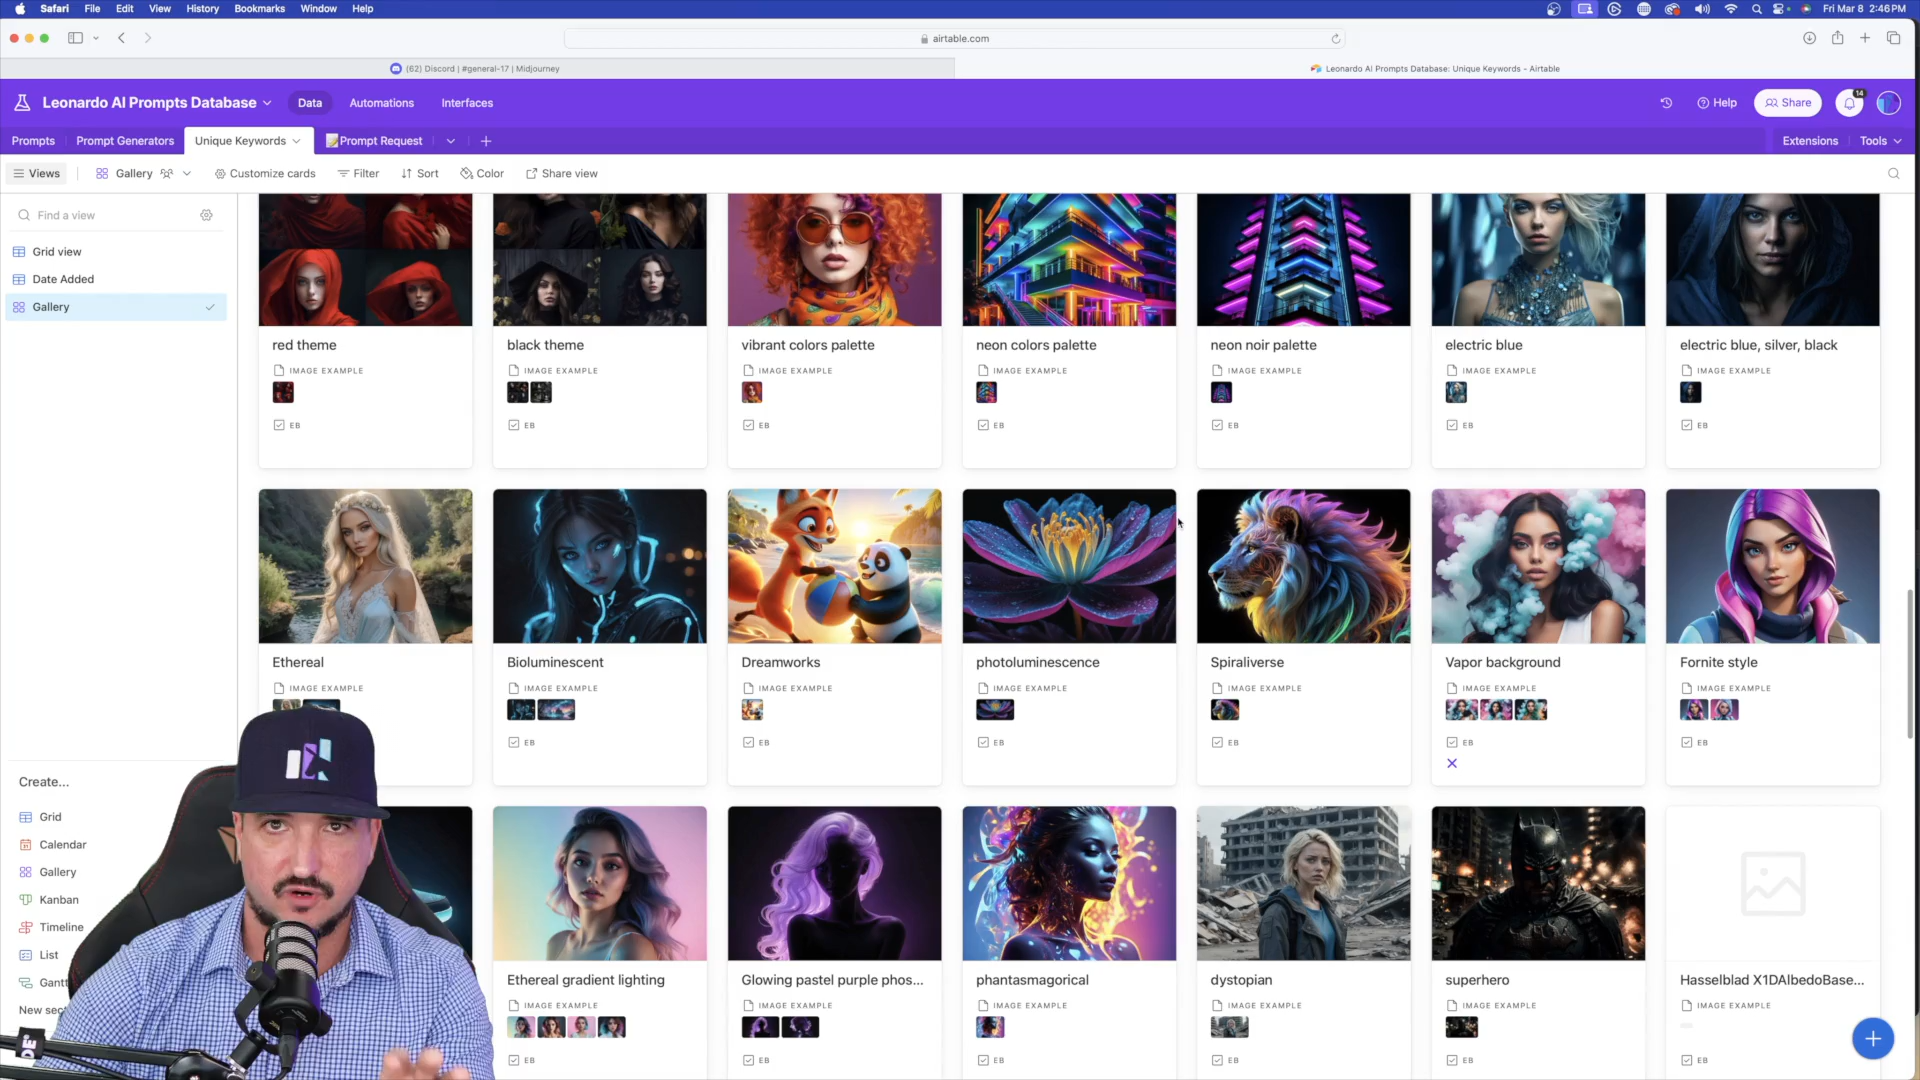 Safari File Edit View History Bookmarks Window Help Fri Mar 8 2:46 PM
airtable.com
(62) Discord | #general-17 | Midjourney Leonardo AI Prompts Database: Unique Keywords - Airtable
Leonardo AI Prompts Database Data Automations Interfaces Help Share 14
Prompts Prompt Generators Unique Keywords Prompt Request Extensions Tools
Views Gallery Customize cards Filter Sort Color Share view
Find a view
Grid view
Date Added
Gallery
red theme black theme vibrant colors palette neon colors palette neon noir palette electric blue electric blue, silver, black
IMAGE EXAMPLE IMAGE EXAMPLE IMAGE EXAMPLE IMAGE EXAMPLE IMAGE EXAMPLE IMAGE EXAMPLE IMAGE EXAMPLE
EB EB EB EB EB EB EB
Ethereal Bioluminescent Dreamworks photoluminescence Spiraliverse Vapor background Fornite style
IMAGE EXAMPLE IMAGE EXAMPLE IMAGE EXAMPLE IMAGE EXAMPLE IMAGE EXAMPLE IMAGE EXAMPLE IMAGE EXAMPLE
EB EB EB EB EB EB
Create...
Grid
Calendar
Gallery
Kanban
Timeline
List
Gantt
New sec
Ethereal gradient lighting Glowing pastel purple phos... phantasmagorical dystopian superhero Hasselblad X1DAlbedoBase...
IMAGE EXAMPLE IMAGE EXAMPLE IMAGE EXAMPLE IMAGE EXAMPLE IMAGE EXAMPLE IMAGE EXAMPLE
EB EB EB EB EB EB